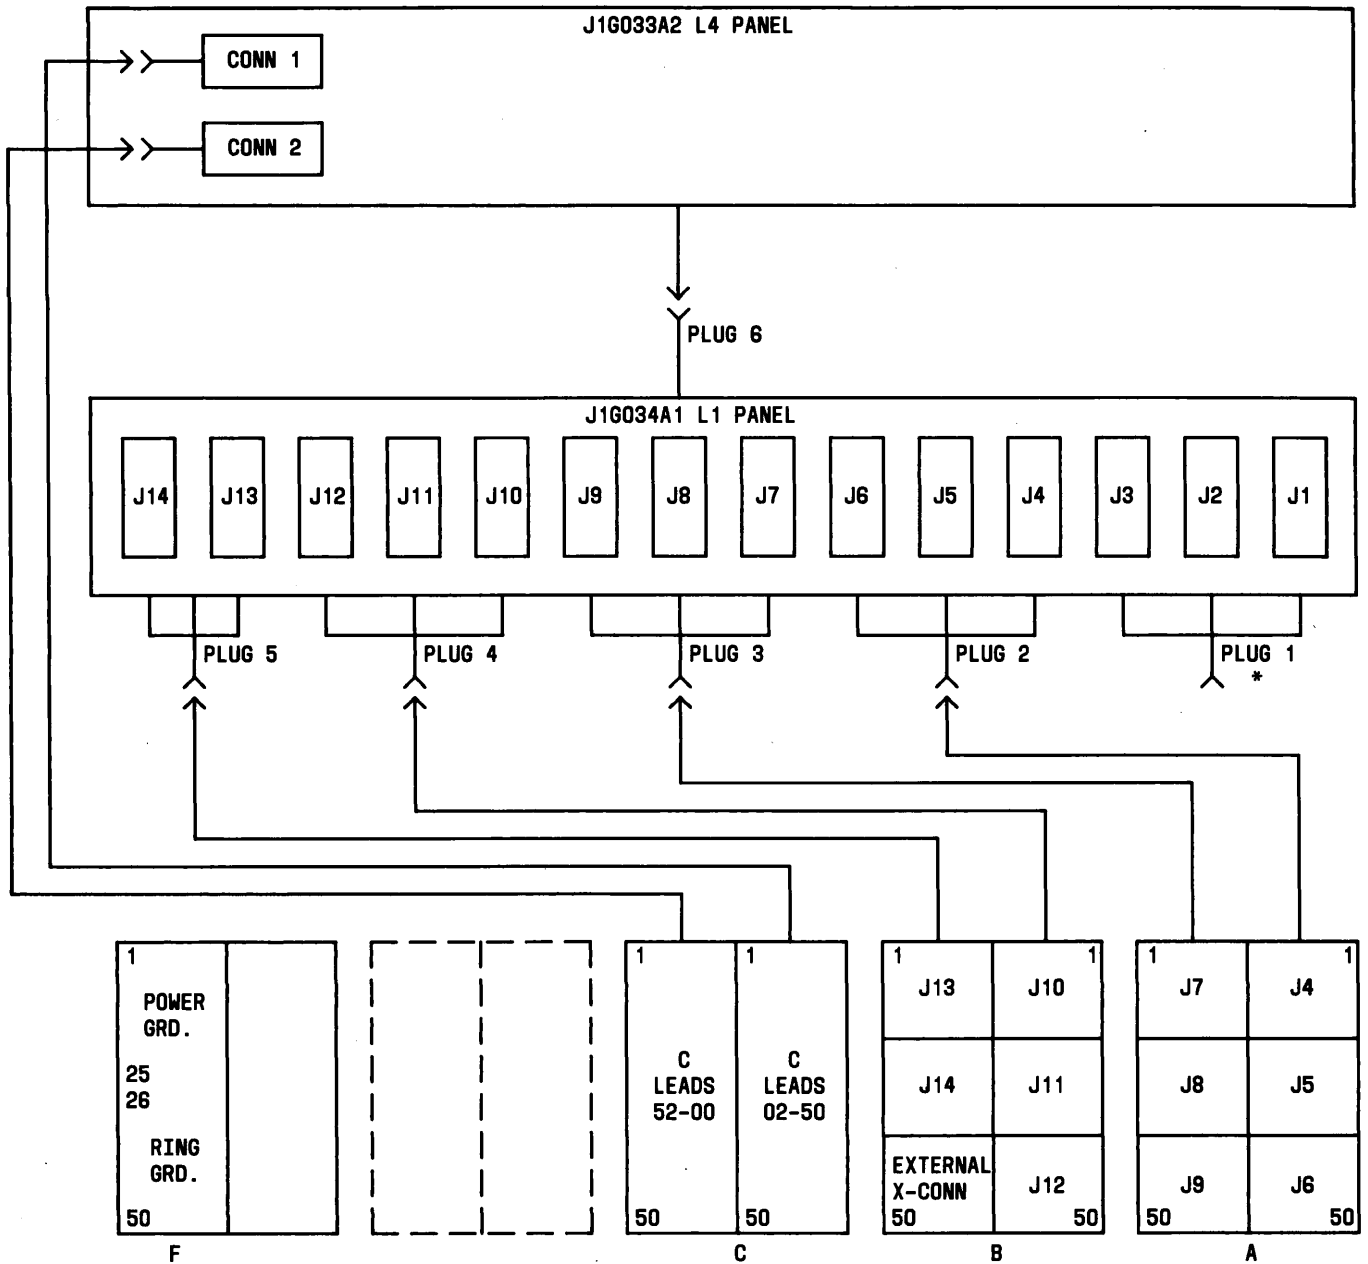 J1G033A2 L4 PANEL
CONN 1
CONN 2
PLUG 6
J1G034A1 L1 PANEL
J14 J13 J12 J11 J10 J9 J8 J7 J6 J5 J4 J3 J2 J1
PLUG 5 PLUG 4 PLUG 3 PLUG 2 PLUG 1
*
1
POWER
GRD.
25
26
RING
GRD.
50
F
1
C
LEADS
52-00
50
1
C
LEADS
02-50
50
C
1
J13
J14
EXTERNAL
X-CONN
50
1
J10
J11
J12
50
B
1
J7
J8
J9
50
1
J4
J5
J6
50
A